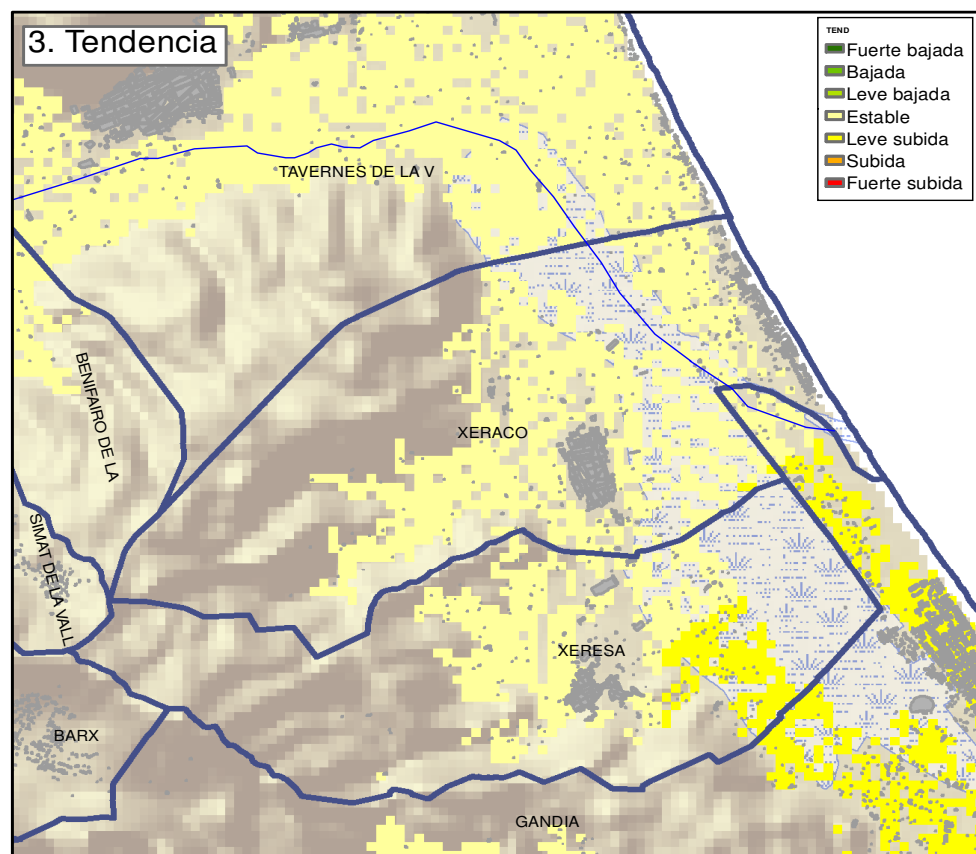 3. Tendencia
TEND
Fuerte bajada
Bajada
Leve bajada
Estable
Leve subida
Subida
Fuerte subida
TAVERNES DE LA V
BENIFAIRO DE LA
XERACO
SIMAT DE LA VALL
XERESA
BARX
GANDIA